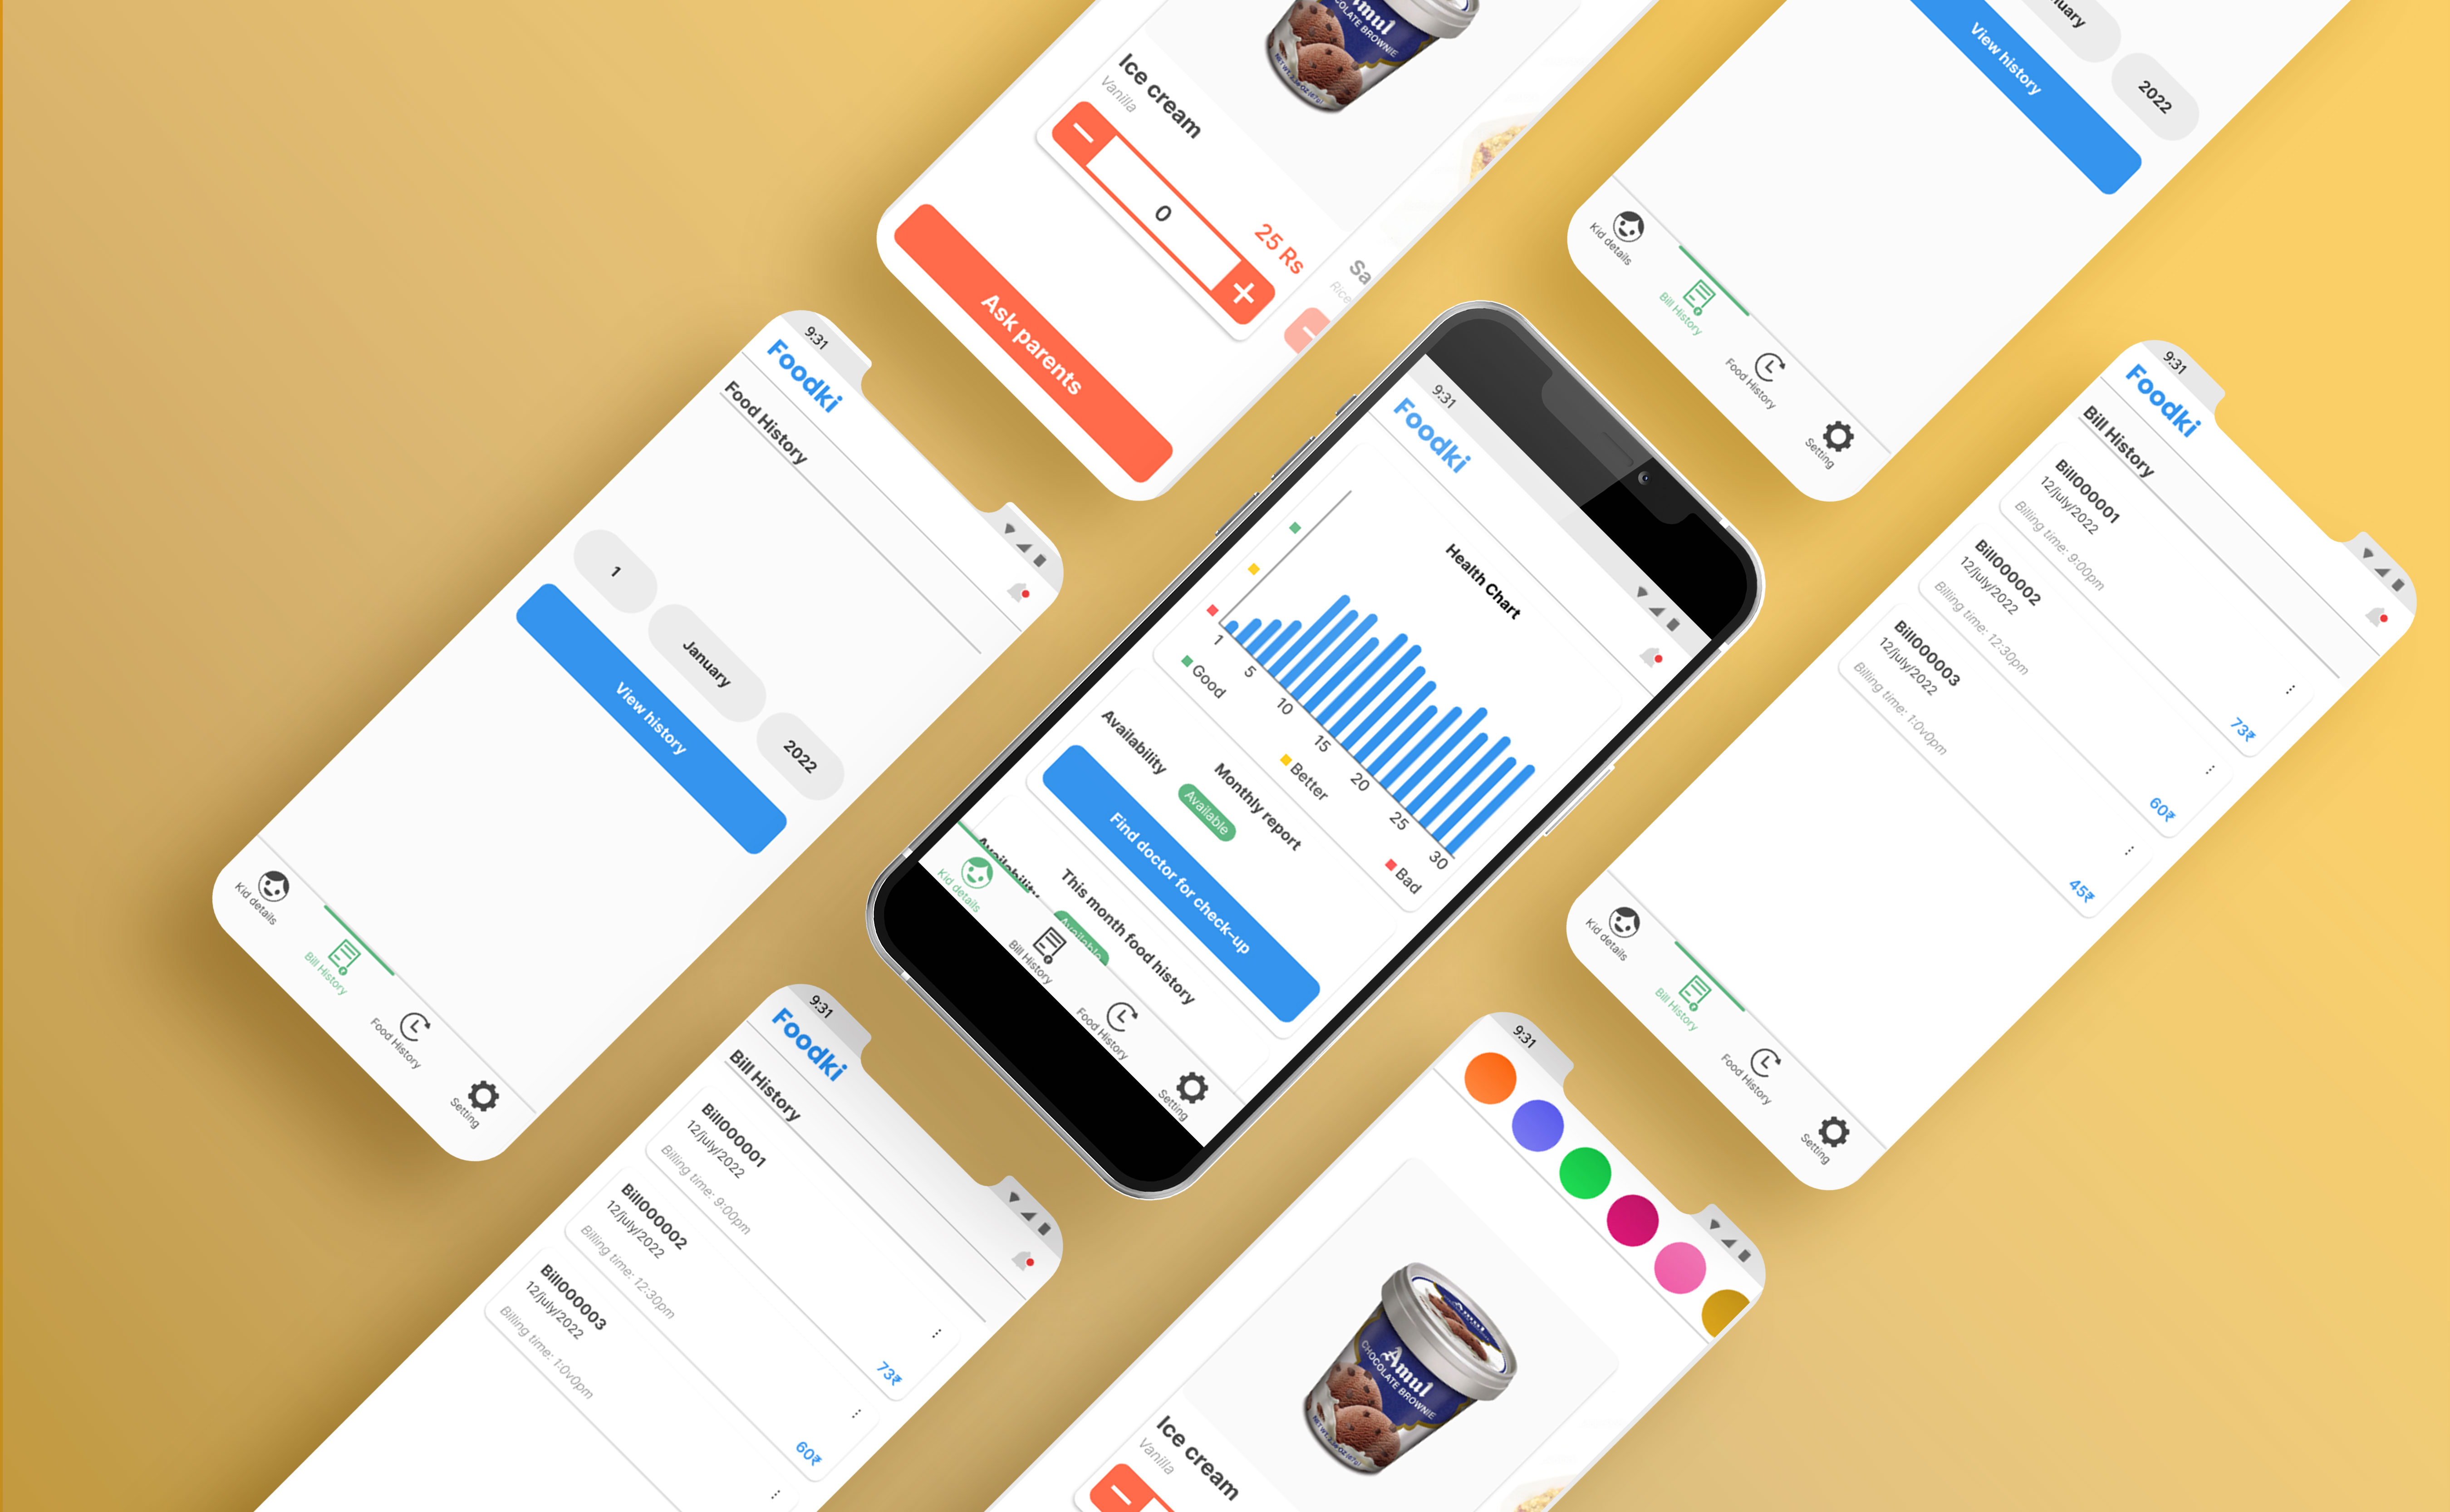 Amul
CHOCOLATE BROWNIE
Ice cream
Vanilla
0
25 Rs
Ask parents
2022
View history
Kid details
Bill History
Food History
Setting
9:31
Foodki
Food History
1
January
2022
View history
Kid details
Bill History
Food History
Setting
9:31
Foodki
Health Chart
1
5
10
15
20
25
30
Good
Better
Bad
Monthly report
Availability
Available
Find doctor for check-up
This month food history
Availability
Available
Kid details
Bill History
Food History
Setting
9:31
Foodki
Bill History
Bill000001
12/july/2022
Billing time: 9:00pm
73₹
Bill000002
12/july/2022
Billing time: 12:30pm
60₹
Bill000003
12/july/2022
Billing time: 1:0v0pm
45₹
Kid details
Bill History
Food History
Setting
9:31
Foodki
Bill History
Bill000001
12/july/2022
Billing time: 9:00pm
73₹
Bill000002
12/july/2022
Billing time: 12:30pm
60₹
Bill000003
12/july/2022
Billing time: 1:0v0pm
9:31
Amul
Amul
CHOCOLATE BROWNIE
Ice cream
Vanilla